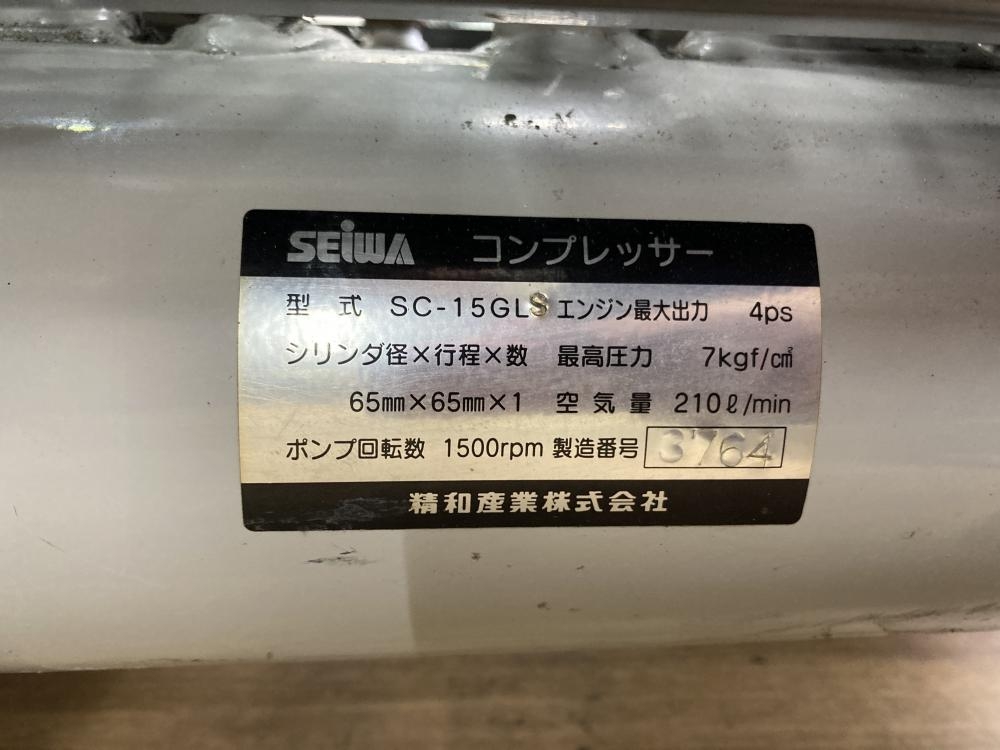 SEiWA コンプレッサー
型式 SC-15GLS エンジン最大出力 4ps
シリンダ径×行程×数 最高圧力 7kgf/c㎡
65mm×65mm×1 空気量 210ℓ/min
ポンプ回転数 1500rpm 製造番号 3764
精和産業株式会社